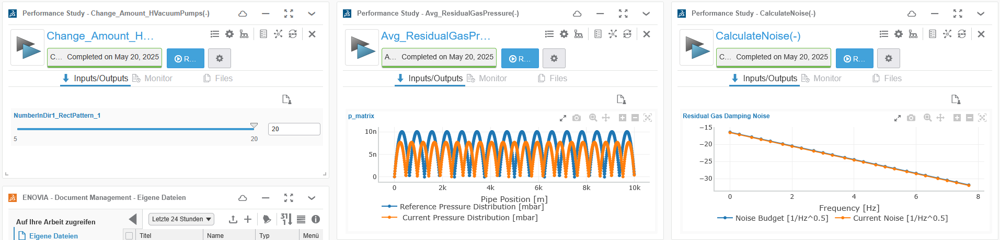 Performance Study - Change_Amount_HVacuumPumps(-)
Change_Amount_H...
C... Completed on May 20, 2025
R...
Inputs/Outputs Monitor Files
NumberInDir1_RectPattern_1
20
5 20
ENOVIA - Document Management - Eigene Dateien
Auf Ihre Arbeit zugreifen
Letzte 24 Stunden
31
Eigene Dateien
Titel Name Typ Menü
Performance Study - Avg_ResidualGasPressure(-)
Avg_ResidualGasPr...
A... Completed on May 20, 2025
R...
Inputs/Outputs Monitor Files
p_matrix
10n
5n
0
0 2k 4k 6k 8k 10k
Pipe Position [m]
Reference Pressure Distribution [mbar]
Current Pressure Distribution [mbar]
Performance Study - CalculateNoise(-)
CalculateNoise(-)
C... Completed on May 20, 2025
R...
Inputs/Outputs Monitor Files
Residual Gas Damping Noise
−15
−20
−25
−30
0 2 4 6 8
Frequency [Hz]
Noise Budget [1/Hz^0.5] Current Noise [1/Hz^0.5]